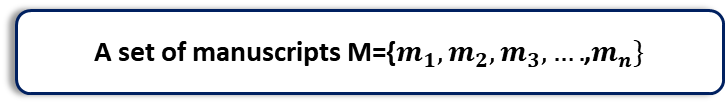 A set of manuscripts M={m₁, m₂, m₃, ... .,mₙ}